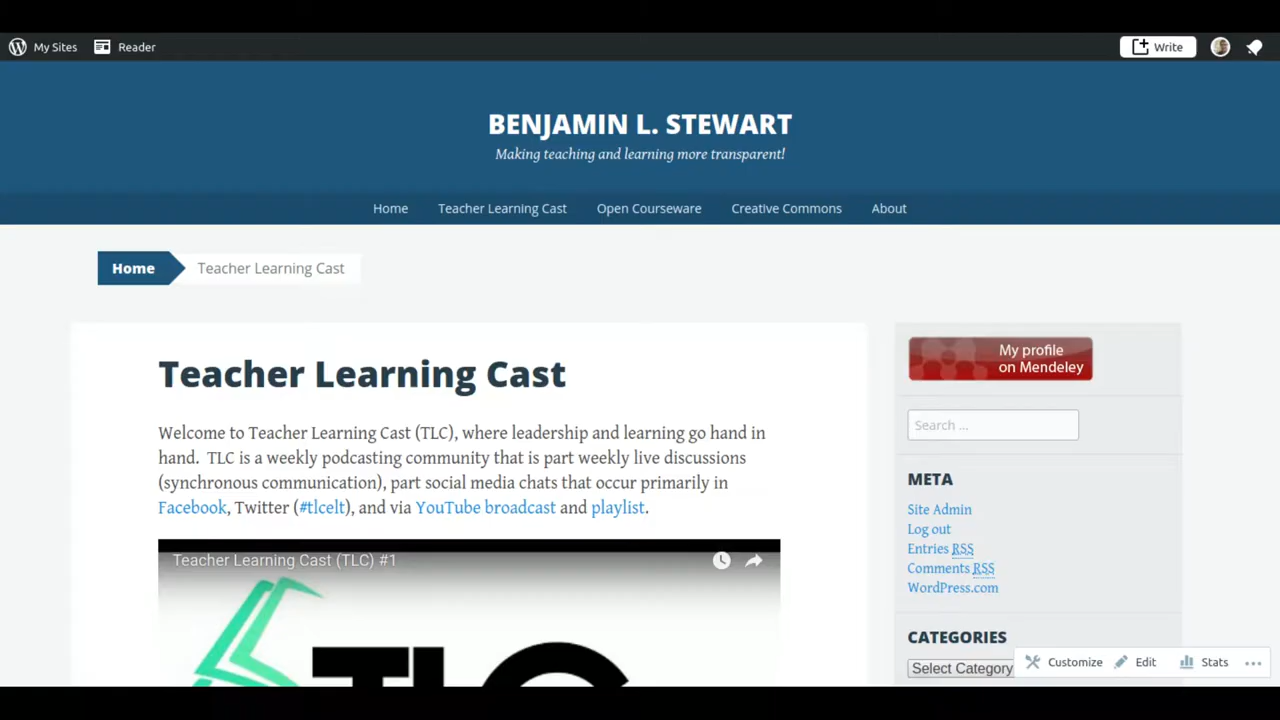 My Sites Reader Write
BENJAMIN L. STEWART
Making teaching and learning more transparent!
Home Teacher Learning Cast Open Courseware Creative Commons About
Home Teacher Learning Cast
Teacher Learning Cast
Welcome to Teacher Learning Cast (TLC), where leadership and learning go hand in
hand.  TLC is a weekly podcasting community that is part weekly live discussions
(synchronous communication), part social media chats that occur primarily in
Facebook, Twitter (#tlcelt), and via YouTube broadcast and playlist.
Teacher Learning Cast (TLC) #1
TLC
My profile
on Mendeley
Search ...
META
Site Admin
Log out
Entries RSS
Comments RSS
WordPress.com
CATEGORIES
Select Category
Customize Edit Stats